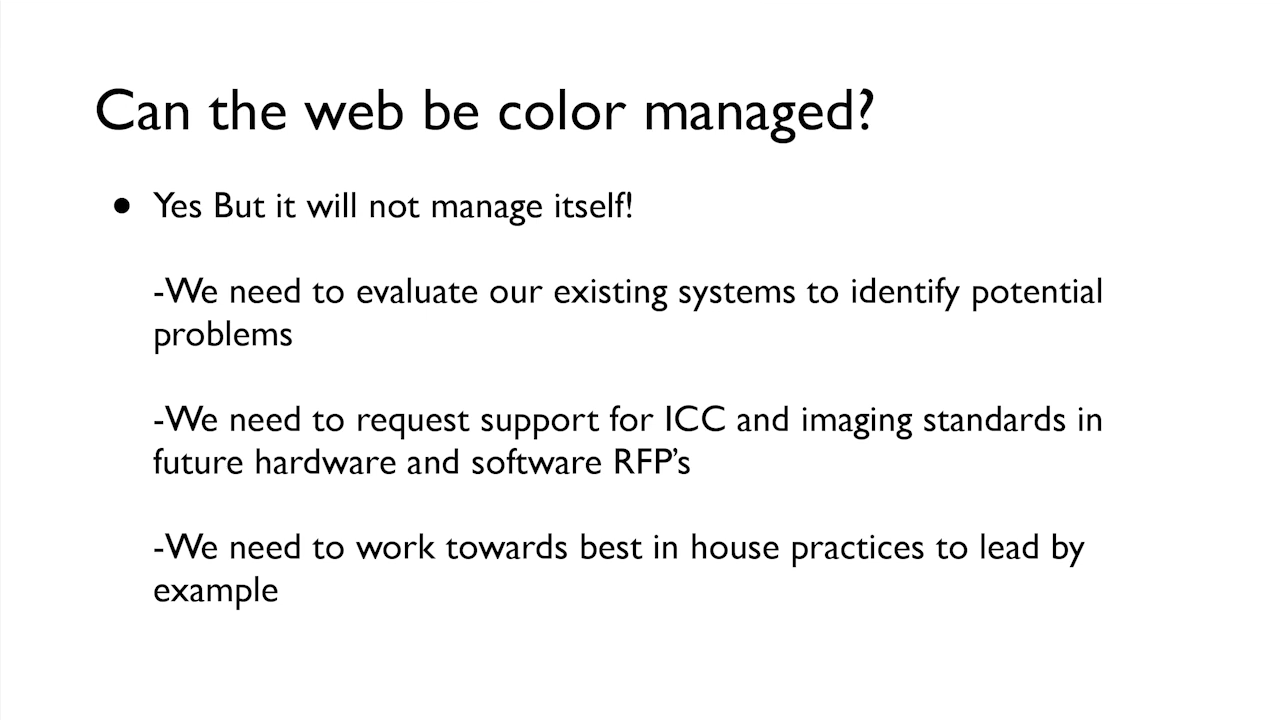 Can the web be color managed?
• Yes But it will not manage itself!
-We need to evaluate our existing systems to identify potential
problems
-We need to request support for ICC and imaging standards in
future hardware and software RFP’s
-We need to work towards best in house practices to lead by
example